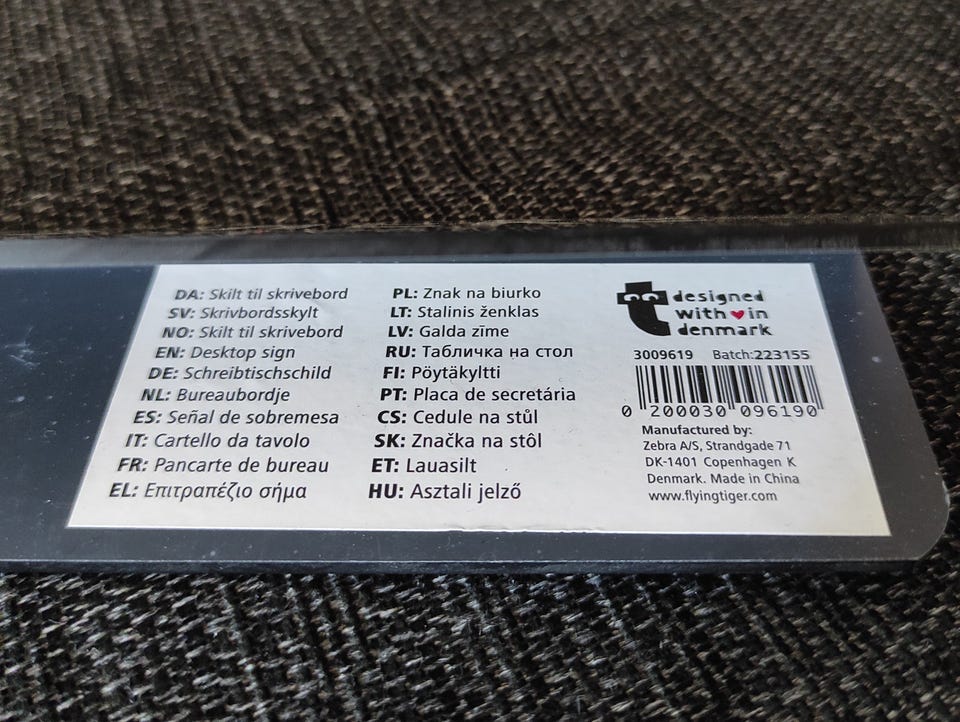 DA: Skilt til skrivebord
SV: Skrivbordsskylt
NO: Skilt til skrivebord
EN: Desktop sign
DE: Schreibtischschild
NL: Bureaubordje
ES: Señal de sobremesa
IT: Cartello da tavolo
FR: Pancarte de bureau
EL: Επιτραπέζιο σήμα
PL: Znak na biurko
LT: Stalinis ženklas
LV: Galda zīme
RU: Табличка на стол
FI: Pöytäkyltti
PT: Placa de secretária
CS: Cedule na stůl
SK: Značka na stôl
ET: Lauasilt
HU: Asztali jelző
designed
with in
denmark
3009619 Batch:223155
0 200030 096190
Manufactured by:
Zebra A/S, Strandgade 71
DK-1401 Copenhagen K
Denmark. Made in China
www.flyingtiger.com